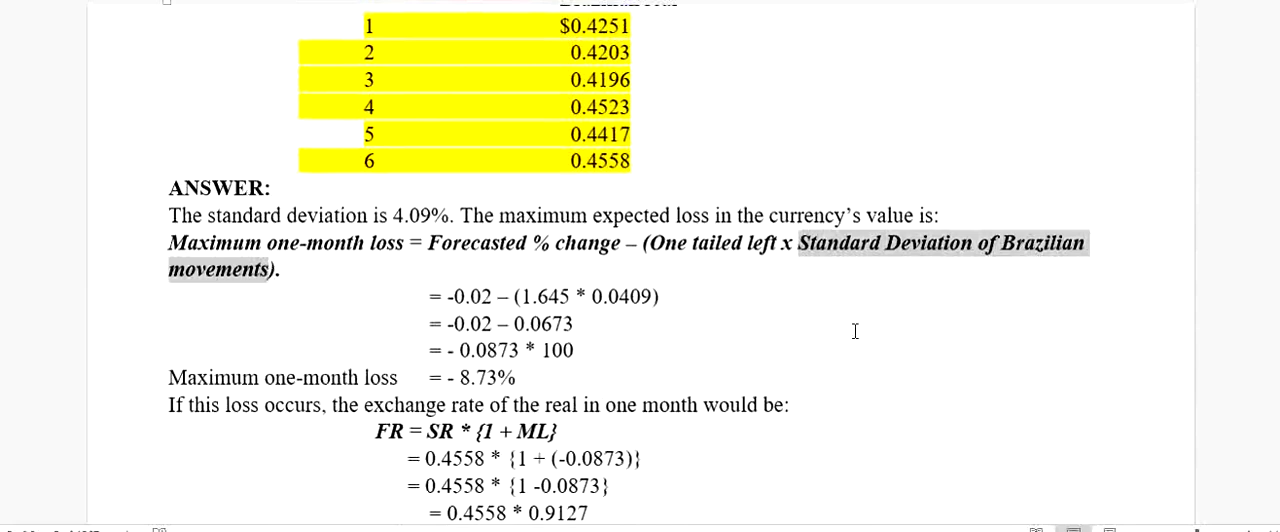 1 $0.4251
2 0.4203
3 0.4196
4 0.4523
5 0.4417
6 0.4558
ANSWER:
The standard deviation is 4.09%. The maximum expected loss in the currency’s value is:
Maximum one-month loss = Forecasted % change – (One tailed left x Standard Deviation of Brazilian
movements).
= -0.02 – (1.645 * 0.0409)
= -0.02 – 0.0673
= - 0.0873 * 100
Maximum one-month loss = - 8.73%
If this loss occurs, the exchange rate of the real in one month would be:
FR = SR * {1 + ML}
= 0.4558 * {1 + (-0.0873)}
= 0.4558 * {1 -0.0873}
= 0.4558 * 0.9127